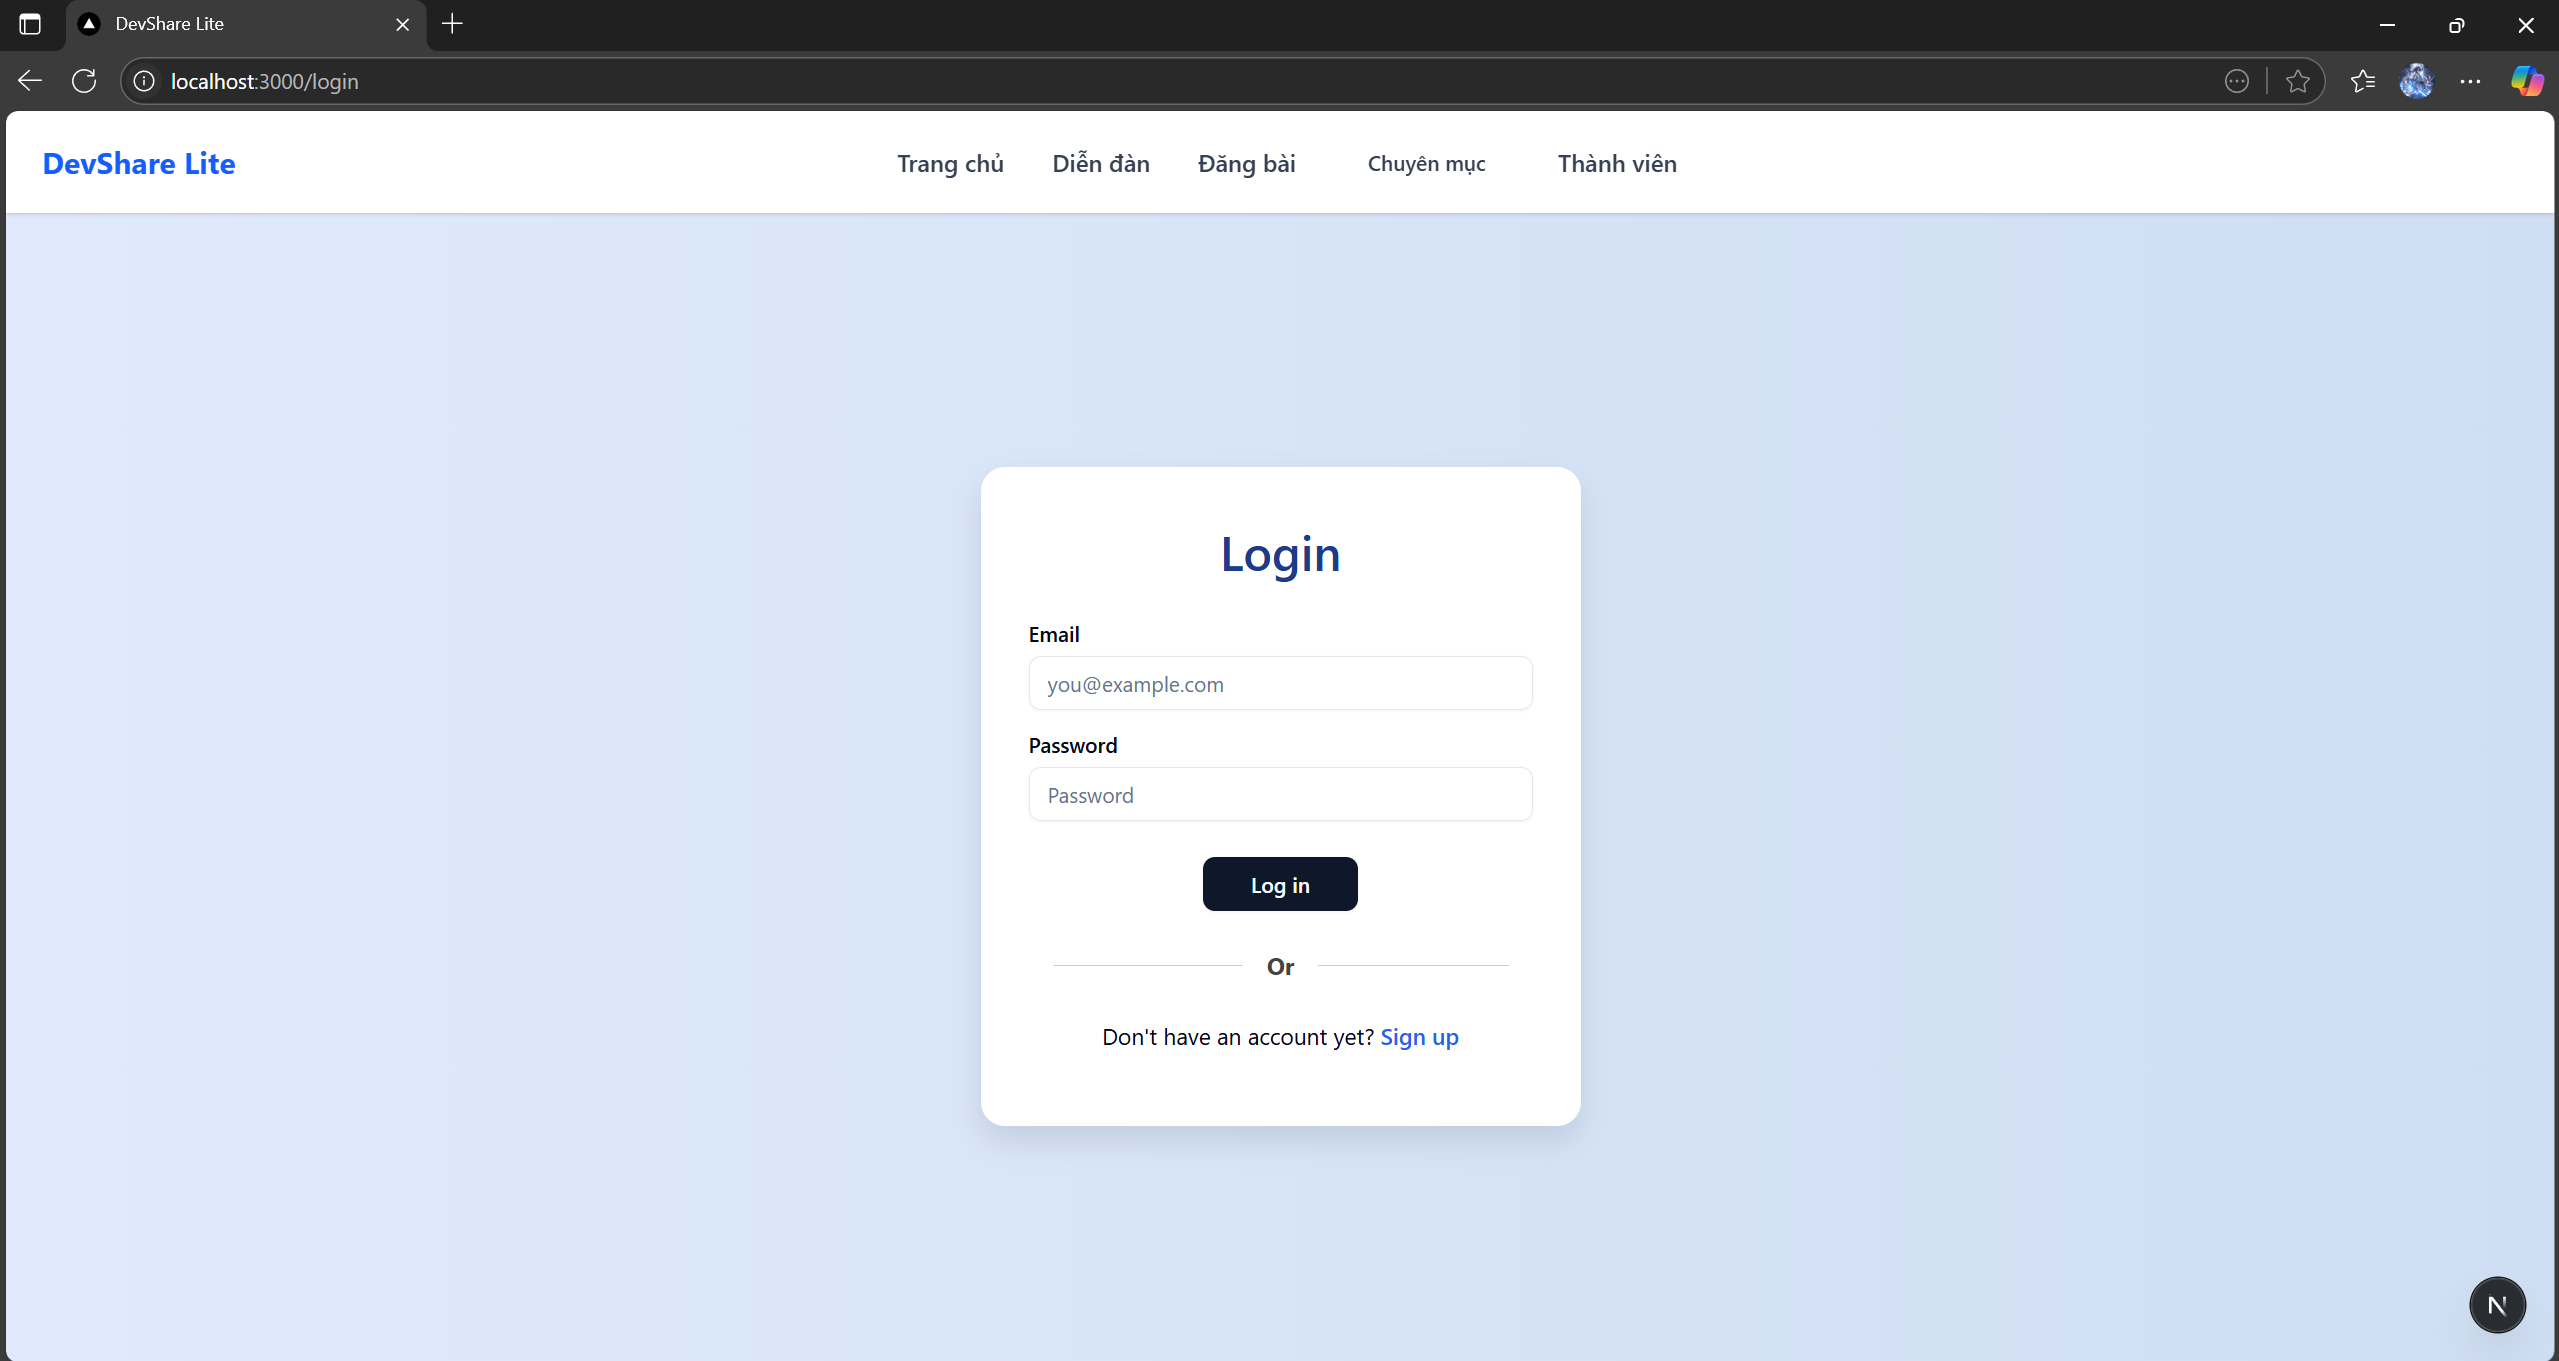 DevShare Lite
localhost:3000/login
DevShare Lite
Trang chủ Diễn đàn Đăng bài Chuyên mục Thành viên
Login
Email
you@example.com
Password
Password
Log in
Or
Don't have an account yet? Sign up
N